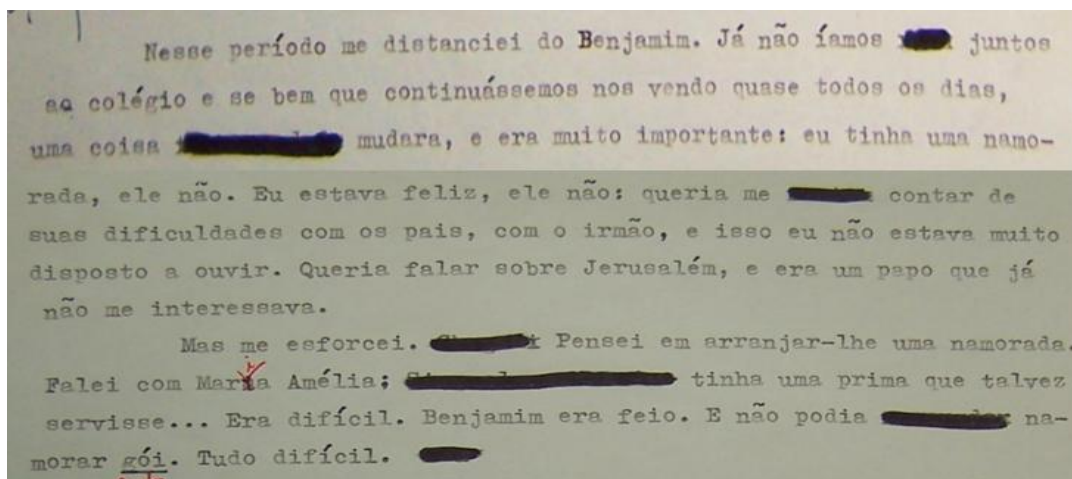 Nesse período me distanciei do Benjamim. Já não íamos juntos
ao colégio e se bem que continuássemos nos vendo quase todos os dias,
uma coisa mudara, e era muito importante: eu tinha uma namo-
rada, ele não. Eu estava feliz, ele não: queria me contar de
suas dificuldades com os pais, com o irmão, e isso eu não estava muito
disposto a ouvir. Queria falar sobre Jerusalém, e era um papo que já
não me interessava.
Mas me esforcei. Pensei em arranjar-lhe uma namorada.
Falei com Maria Amélia; tinha uma prima que talvez
servisse... Era difícil. Benjamim era feio. E não podia na-
morar gói. Tudo difícil.